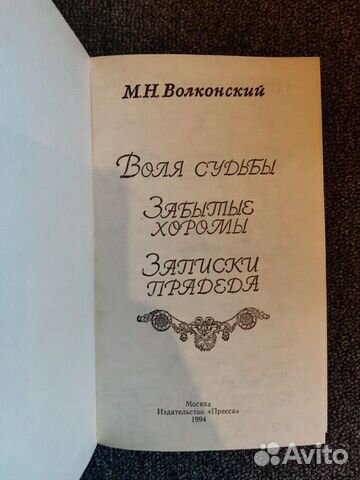 М.Н. Волконский
Воля судьбы
Забытые
хоромы
Записки
прадеда
Москва
Издательство «Пресса»
1994
Avito